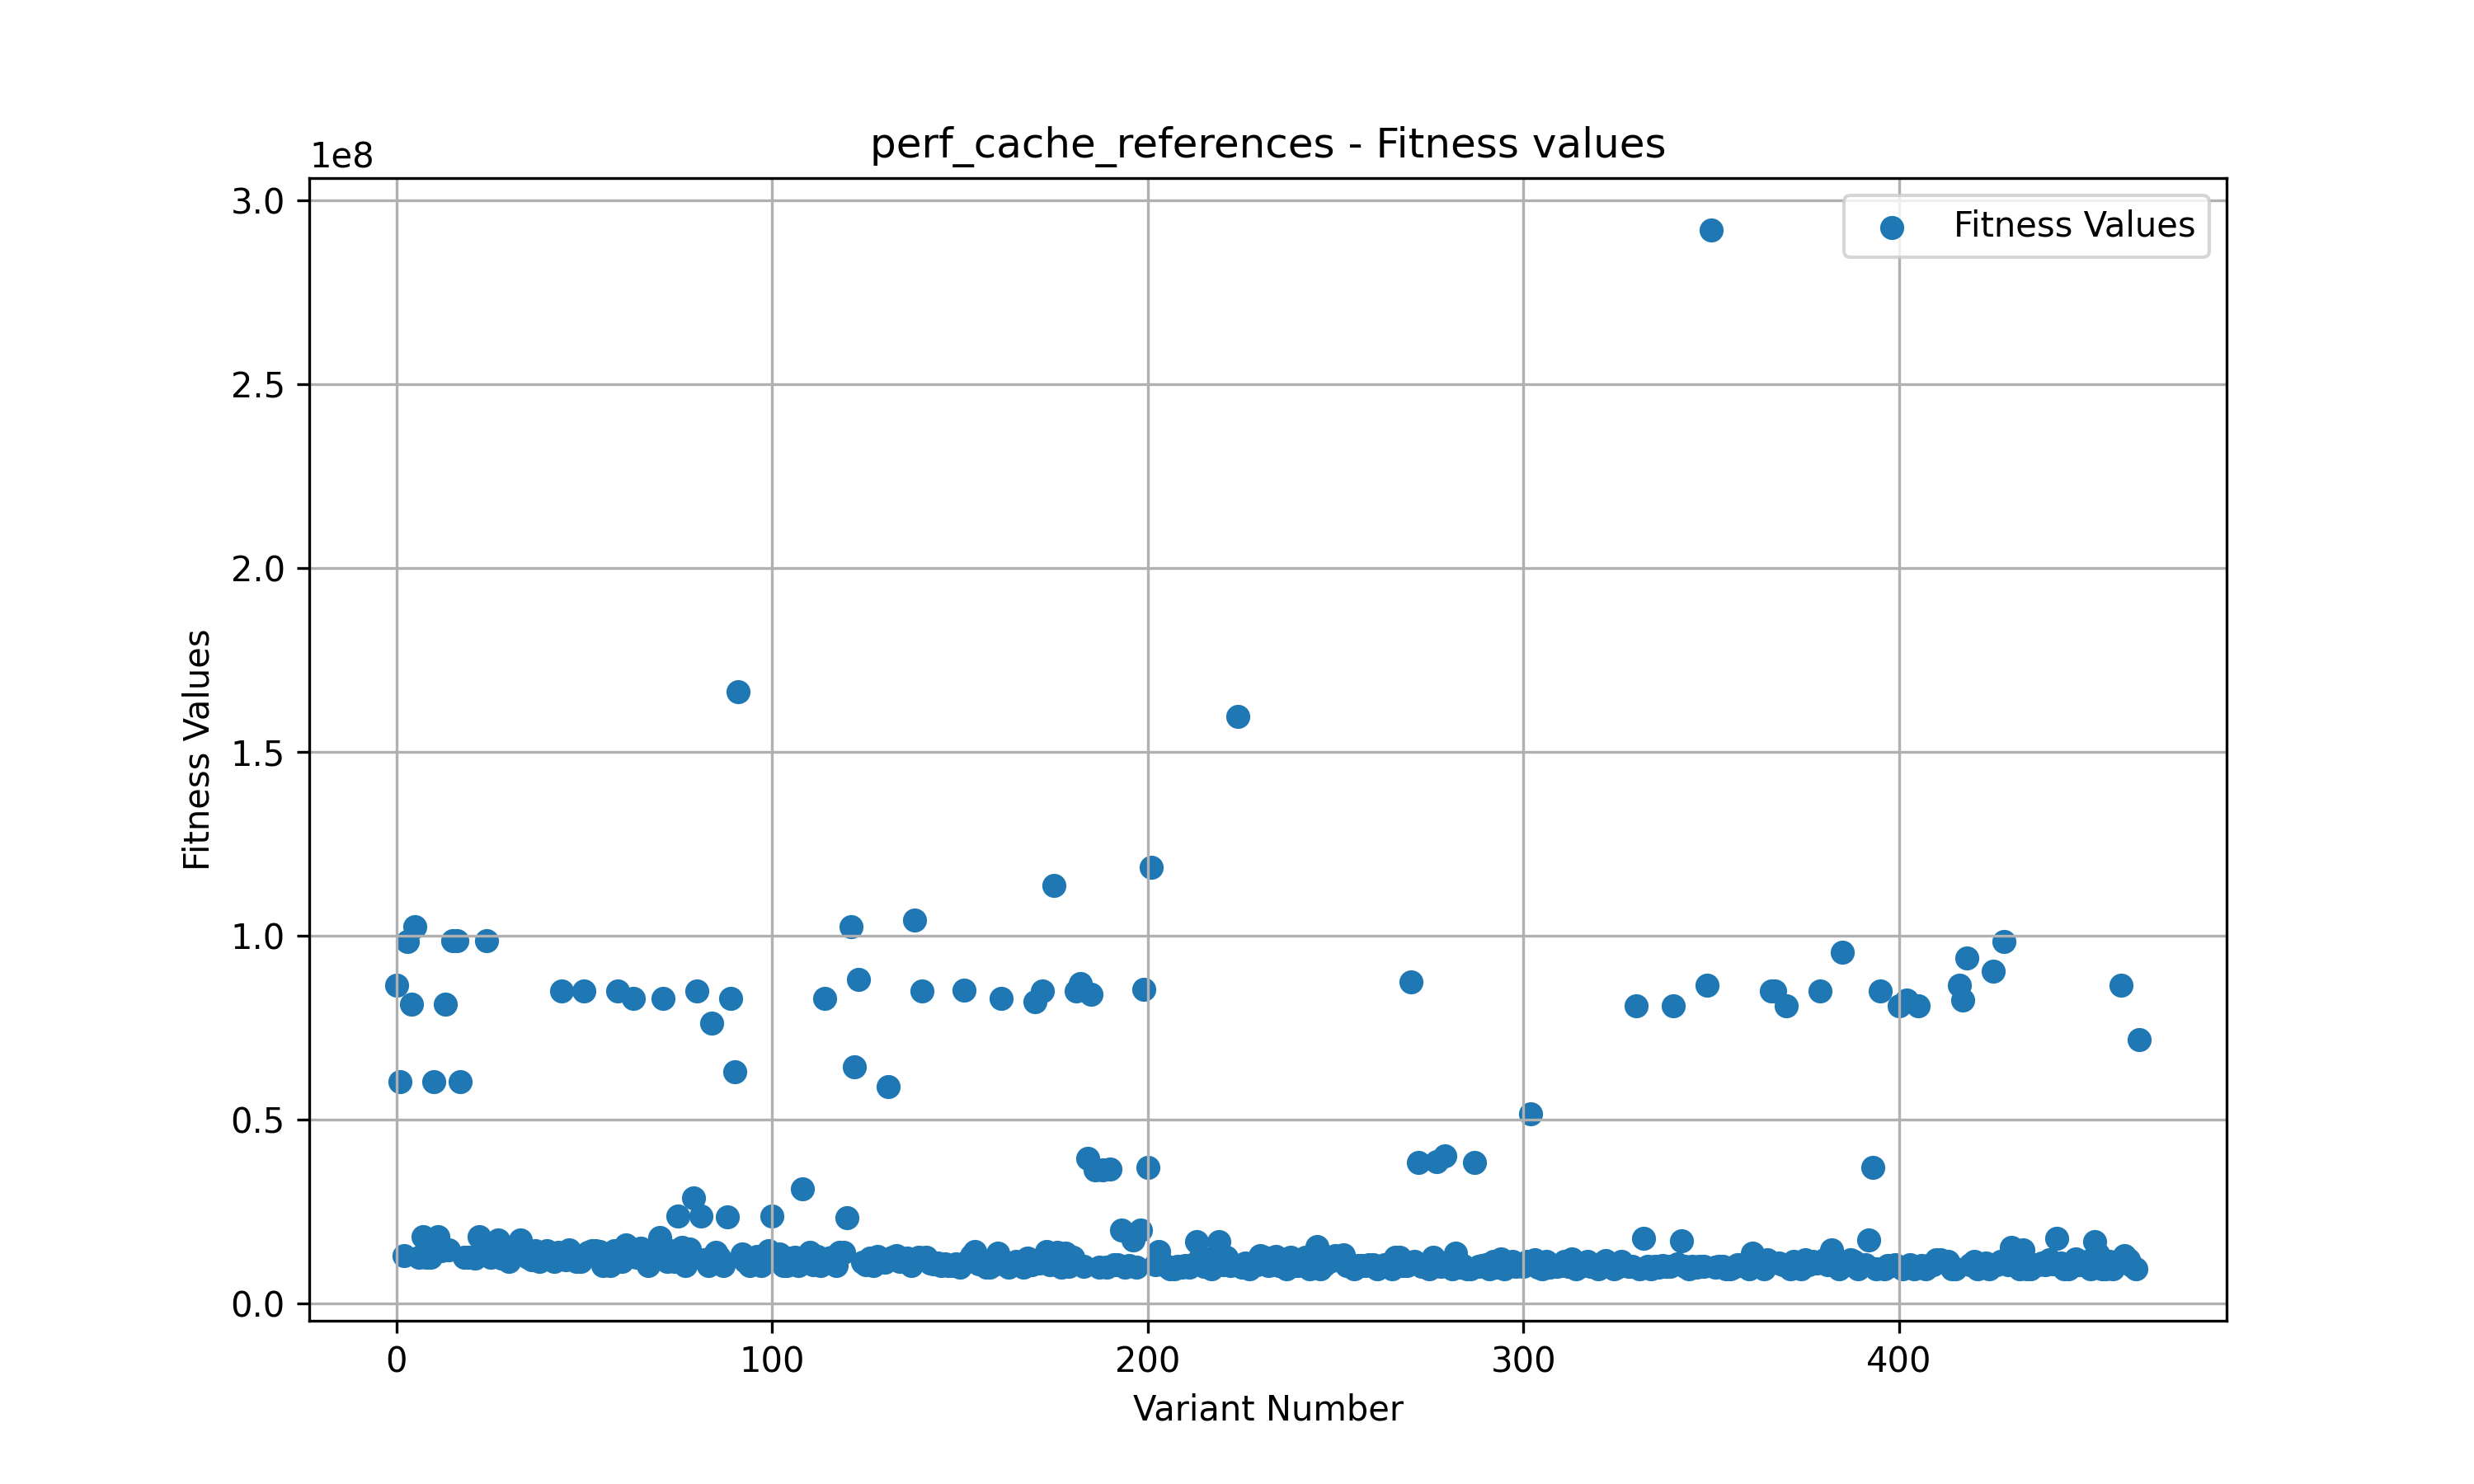 perf_cache_references - Fitness values
1e8
3.0
2.5
2.0
1.5
1.0
0.5
0.0
Fitness Values
Fitness Values
0 100 200 300 400
Variant Number